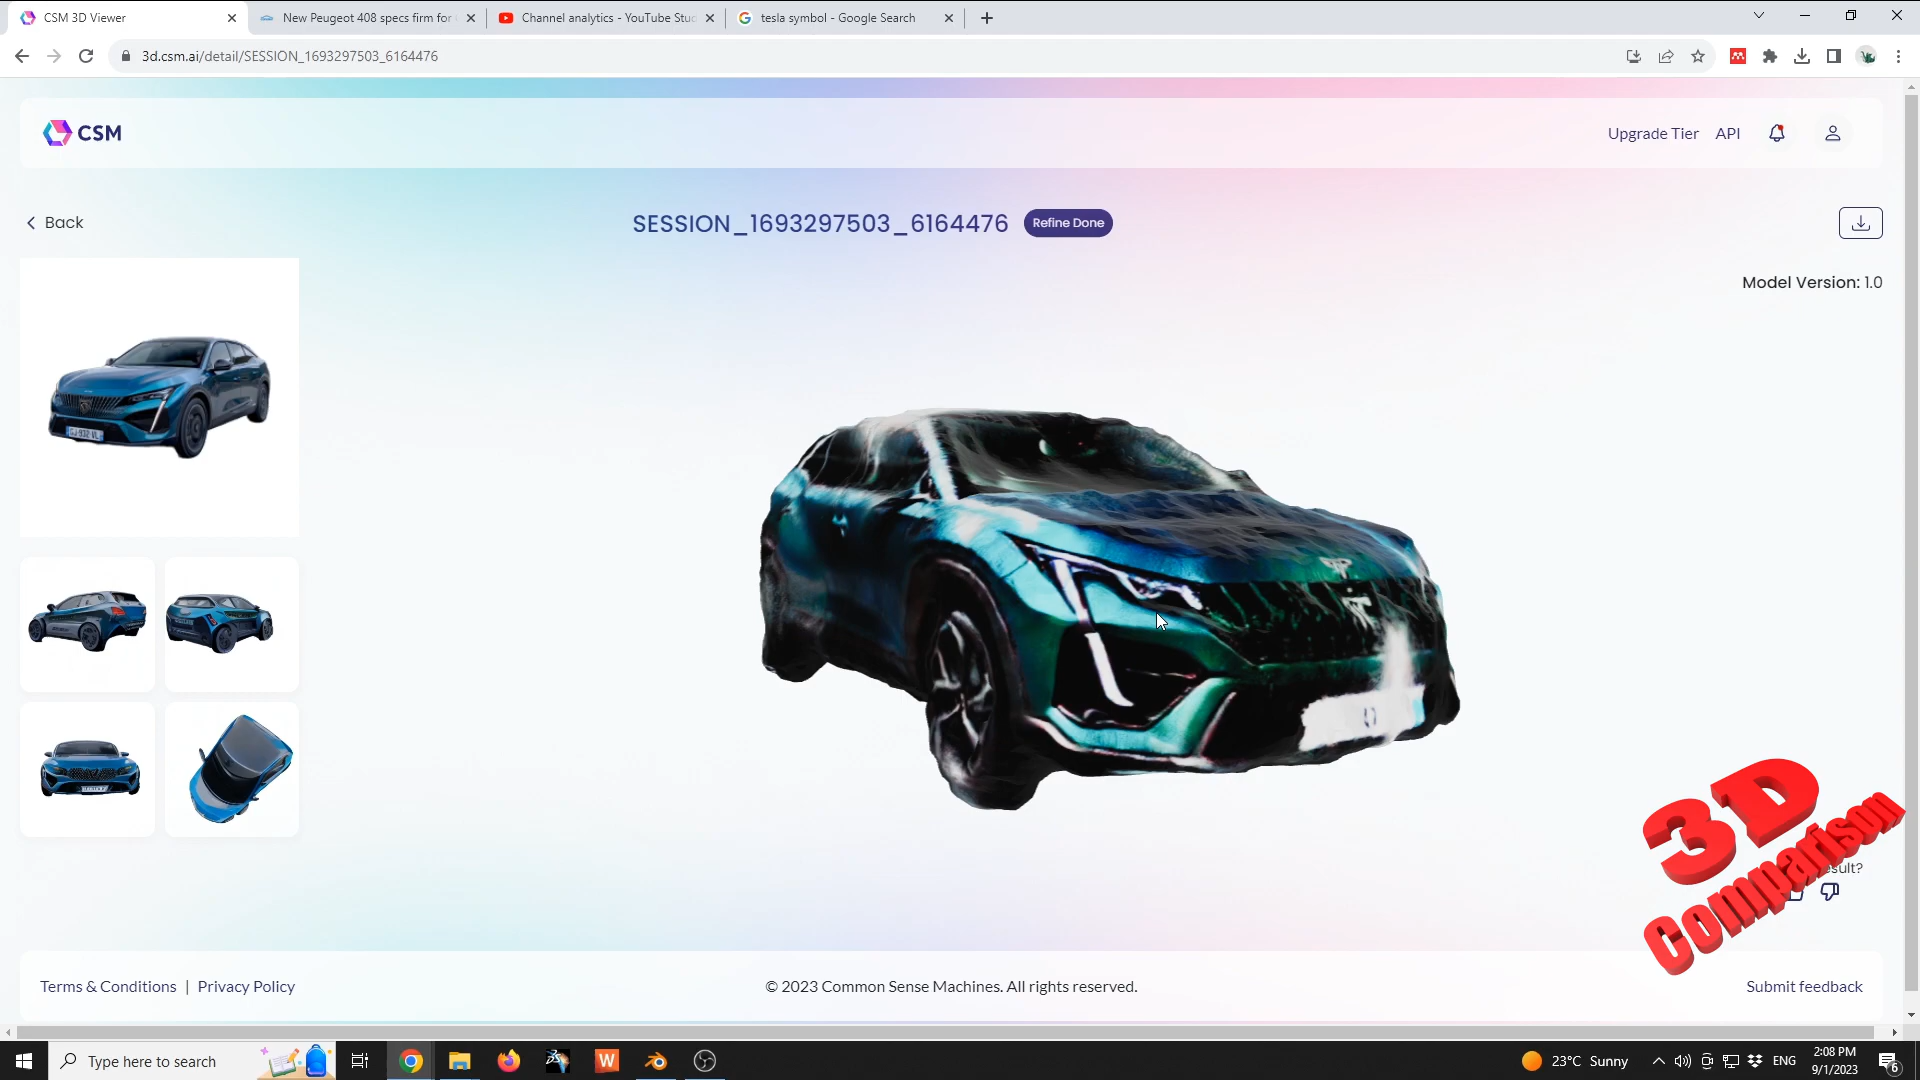 CSM 3D Viewer
New Peugeot 408 specs firm for
Channel analytics - YouTube Stu
tesla symbol - Google Search
3d.csm.ai/detail/SESSION_1693297503_6164476
CSM
Upgrade Tier
API
Back
SESSION_1693297503_6164476
Refine Done
Model Version: 1.0
3D
Comparison
esult?
Terms & Conditions | Privacy Policy
© 2023 Common Sense Machines. All rights reserved.
Submit feedback
Type here to search
W
23°C Sunny
ENG
2:08 PM
9/1/2023
6